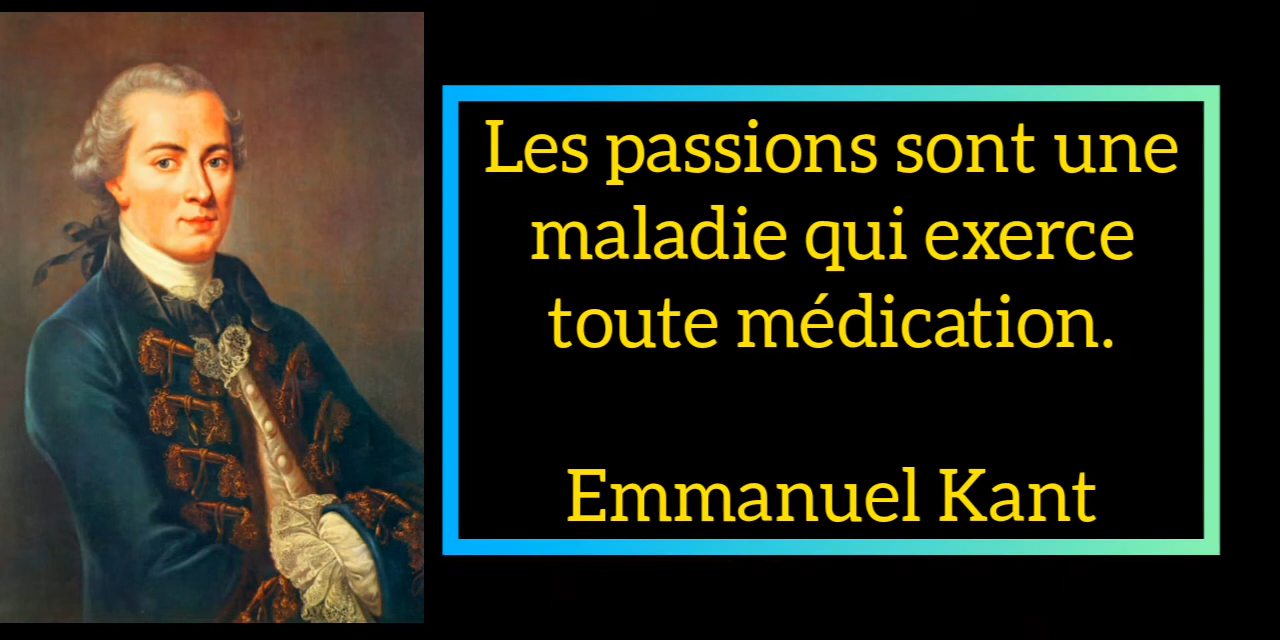 Les passions sont une
maladie qui exerce
toute médication.
Emmanuel Kant